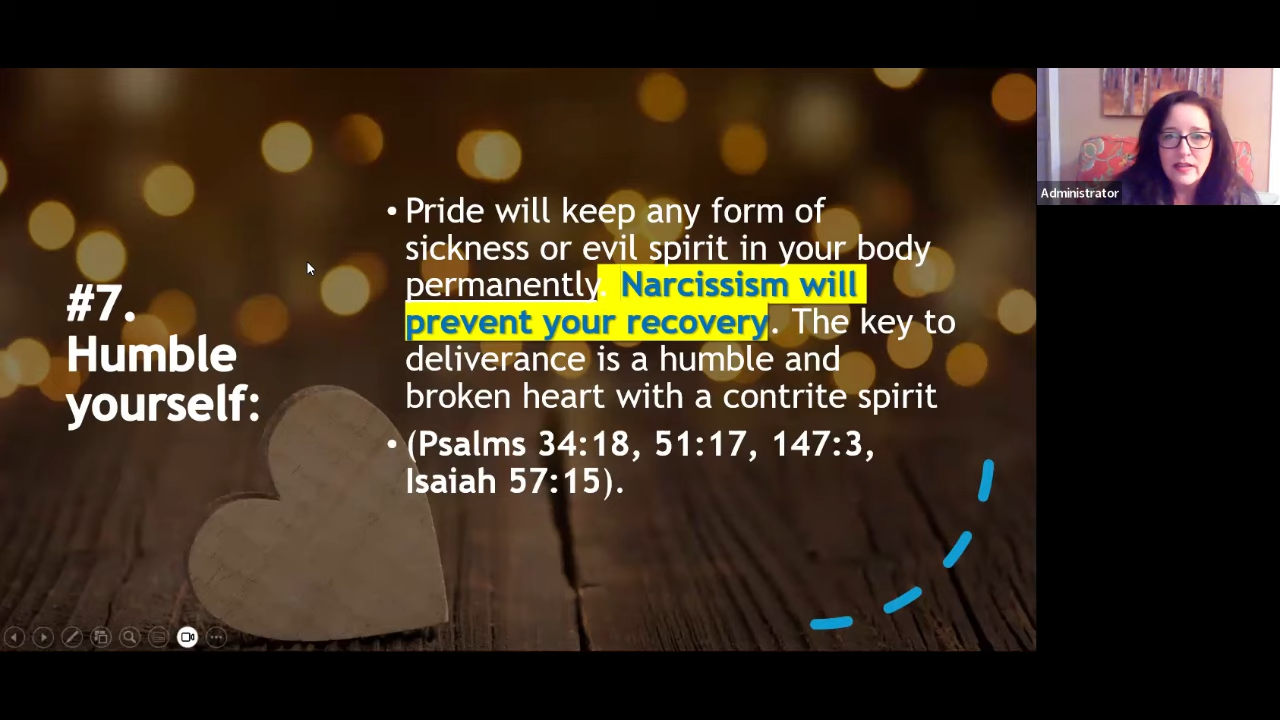 #7.
Humble
yourself:
• Pride will keep any form of
sickness or evil spirit in your body
permanently. Narcissism will
prevent your recovery. The key to
deliverance is a humble and
broken heart with a contrite spirit
• (Psalms 34:18, 51:17, 147:3,
Isaiah 57:15).
Administrator